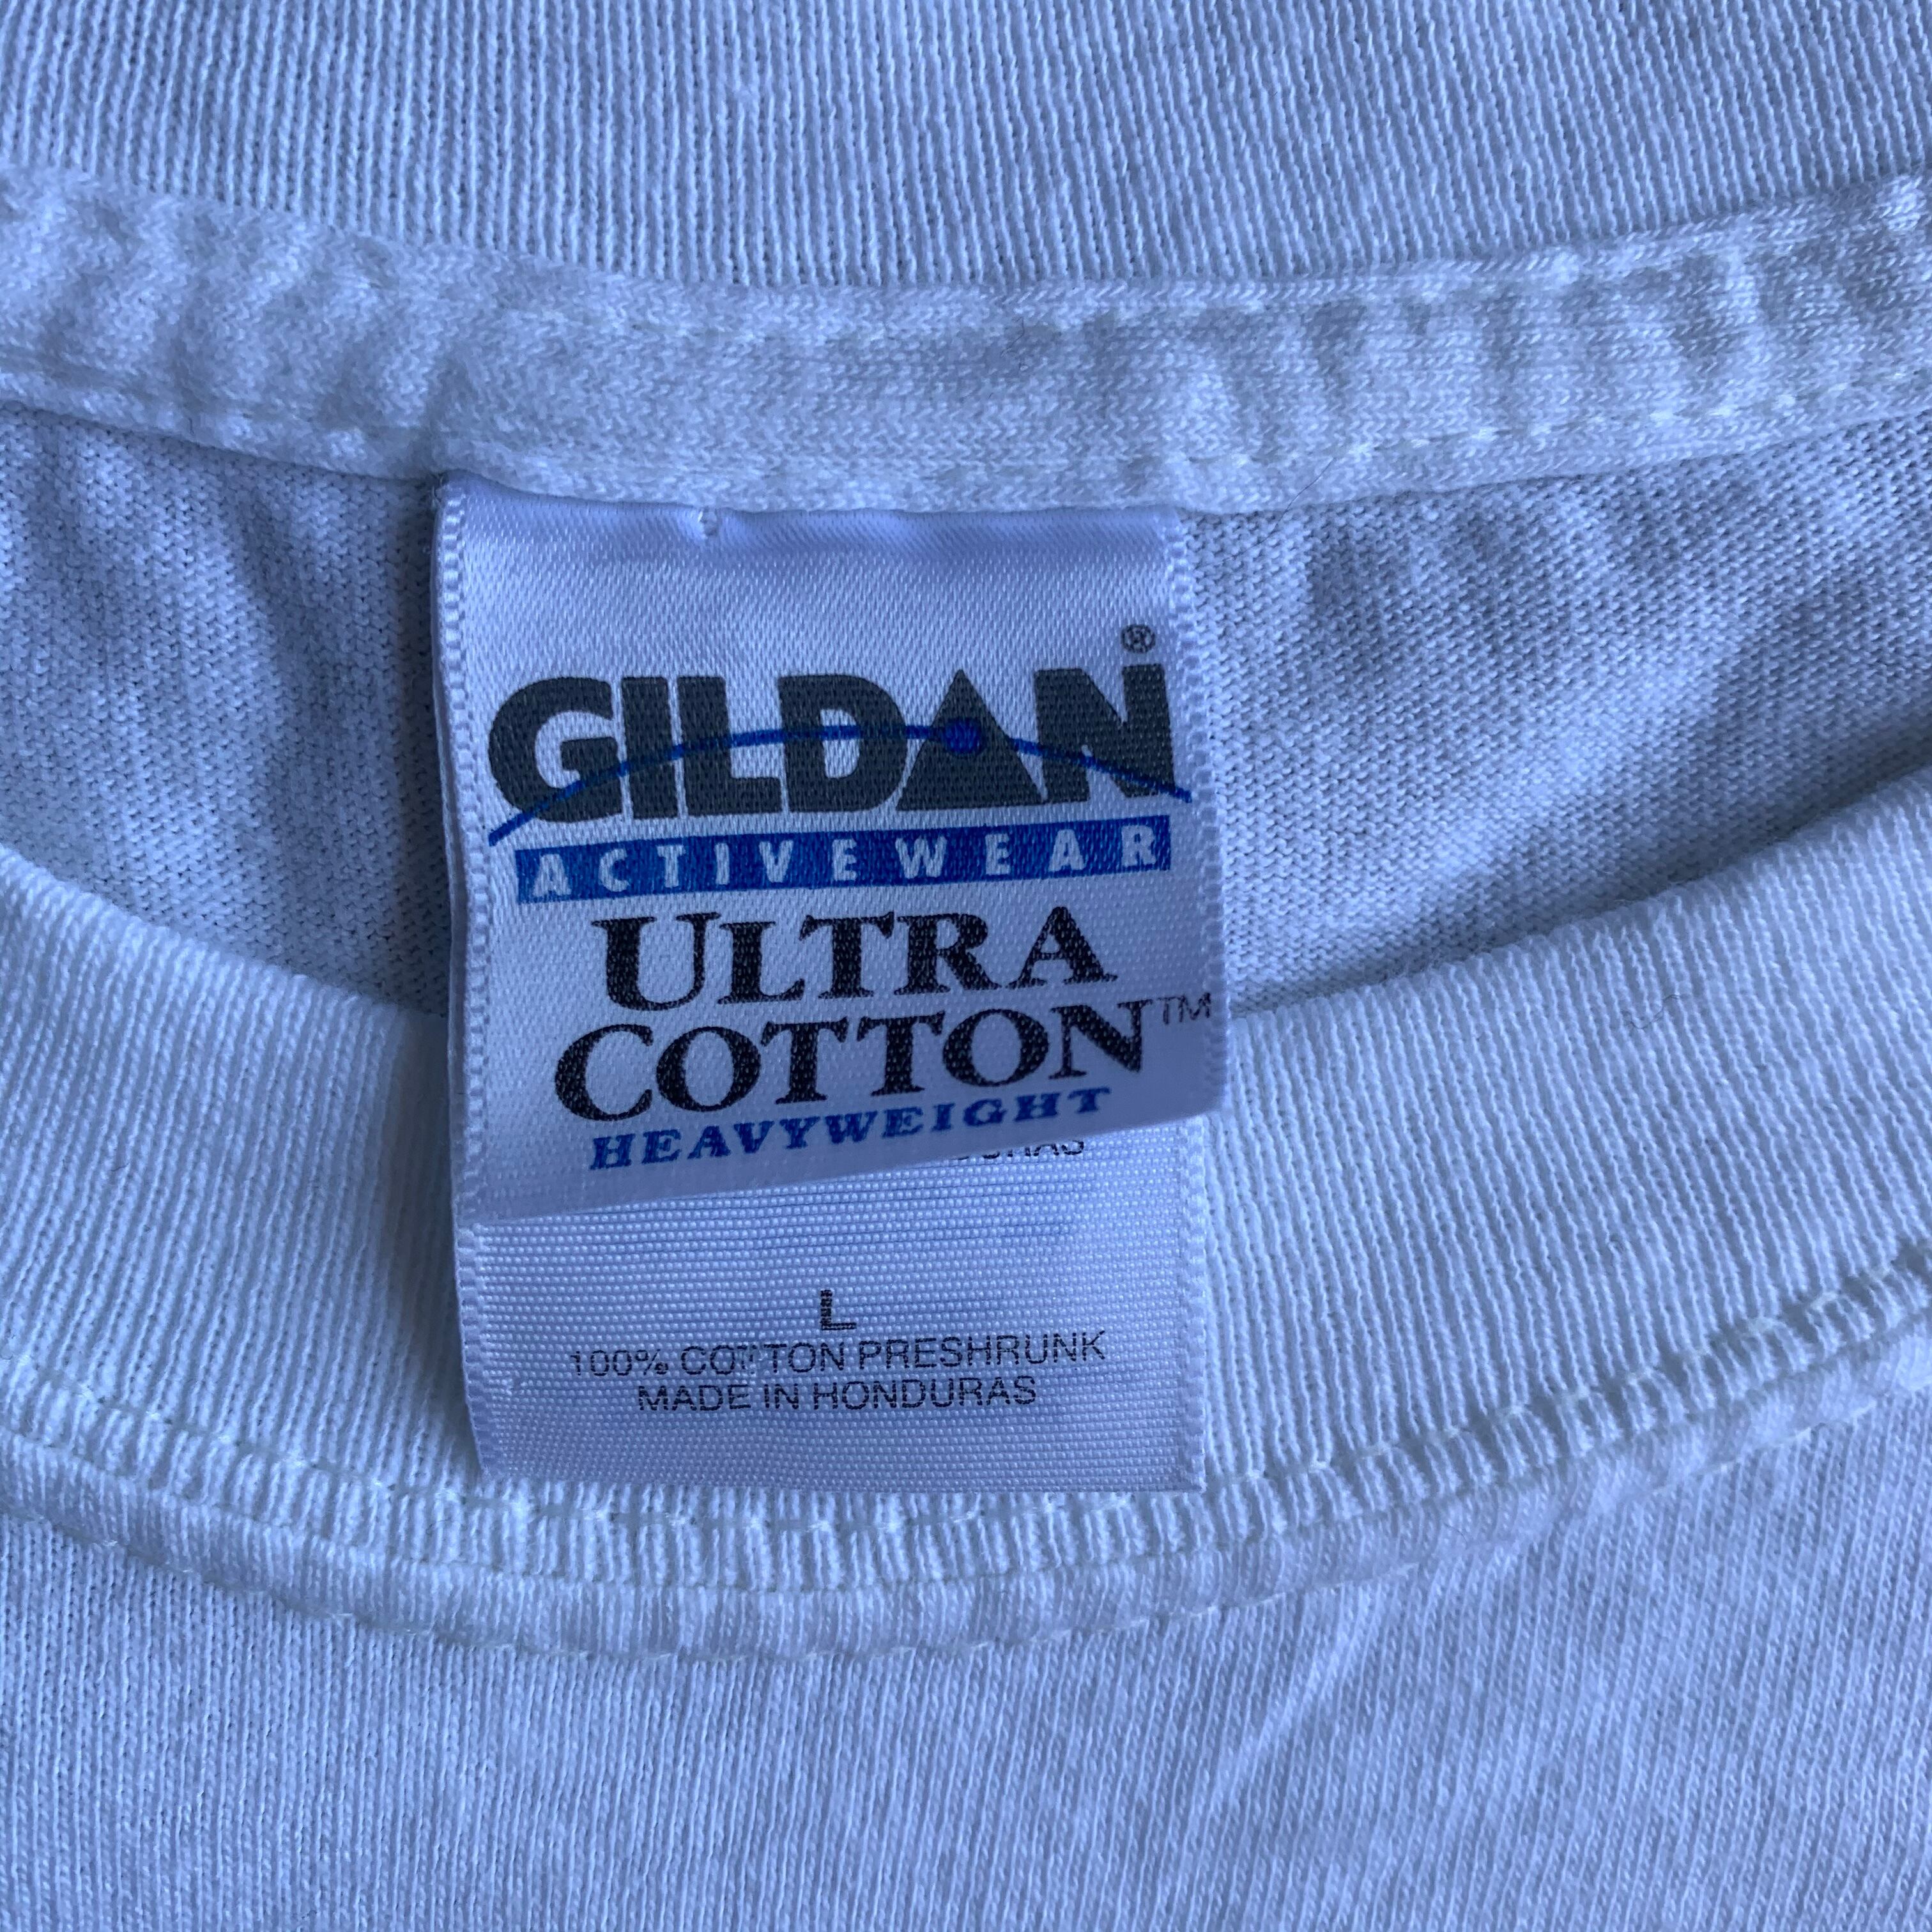 GILDAN®
ACTIVEWEAR
ULTRA
COTTON™
HEAVYWEIGHT
L
100% COTTON PRESHRUNK
MADE IN HONDURAS